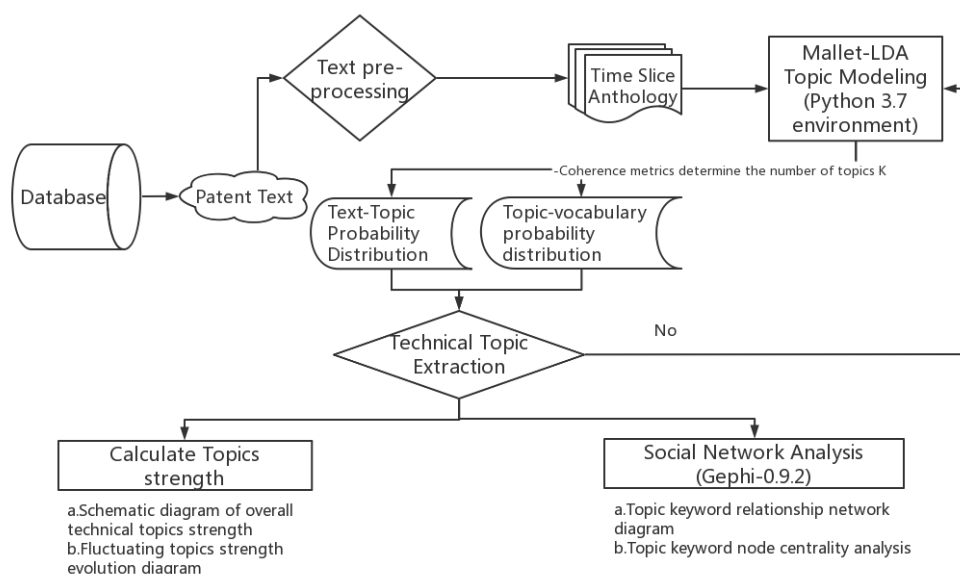 Text pre-
processing
Time Slice
Anthology
Mallet-LDA
Topic Modeling
(Python 3.7
environment)
Database
Patent Text
-Coherence metrics determine the number of topics K
Text-Topic
Probability
Distribution
Topic-vocabulary
probability
distribution
Technical Topic
Extraction
No
Calculate Topics
strength
Social Network Analysis
(Gephi-0.9.2)
a.Schematic diagram of overall
technical topics strength
b.Fluctuating topics strength
evolution diagram
a.Topic keyword relationship network
diagram
b.Topic keyword node centrality analysis